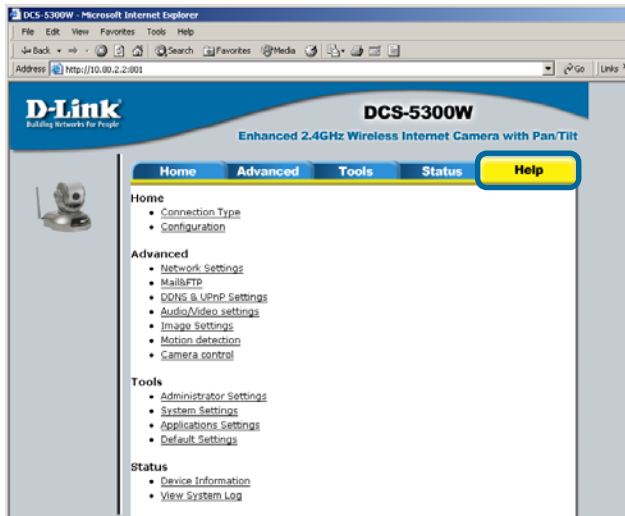 DCS-5300W - Microsoft Internet Explorer
File Edit View Favorites Tools Help
Back Search Favorites Media
Address http://10.80.2.2:801 Go Links
D-Link
Building Networks for People
DCS-5300W
Enhanced 2.4GHz Wireless Internet Camera with Pan/Tilt
Home Advanced Tools Status Help
Home
• Connection Type
• Configuration
Advanced
• Network Settings
• Mail&FTP
• DDNS & UPnP Settings
• Audio/Video settings
• Image Settings
• Motion detection
• Camera control
Tools
• Administrator Settings
• System Settings
• Applications Settings
• Default Settings
Status
• Device Information
• View System Log